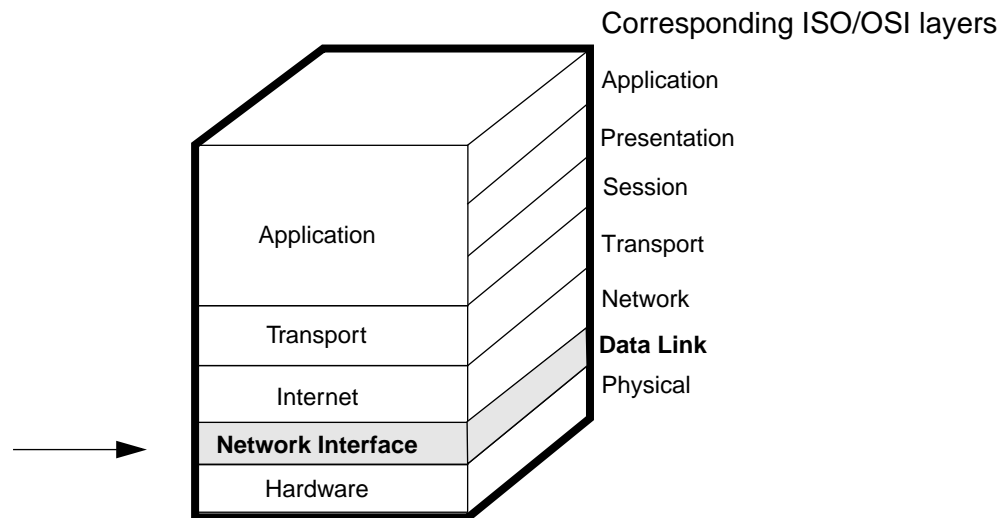 Corresponding ISO/OSI layers
Application
Presentation
Session
Transport
Network
Data Link
Physical
Application
Transport
Internet
Network Interface
Hardware